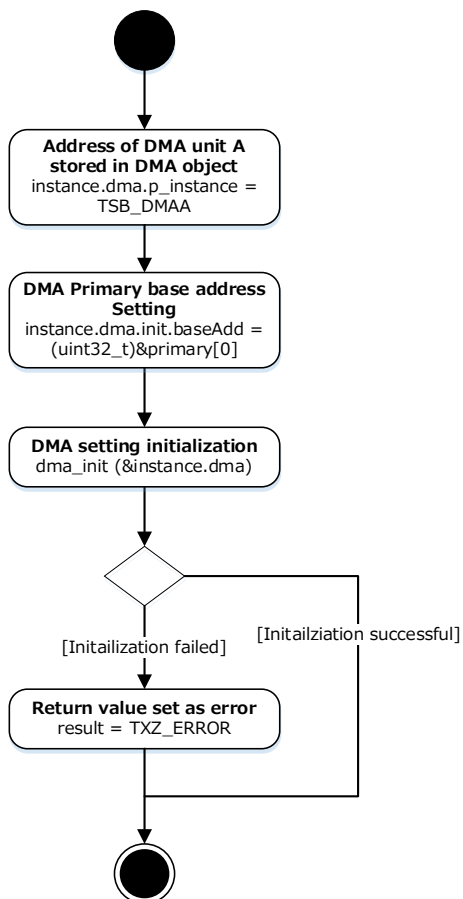 Address of DMA unit A
stored in DMA object
instance.dma.p_instance =
TSB_DMAA
DMA Primary base address
Setting
instance.dma.init.baseAdd =
(uint32_t)&primary[0]
DMA setting initialization
dma_init (&instance.dma)
[Initailziation successful]
[Initailization failed]
Return value set as error
result = TXZ_ERROR